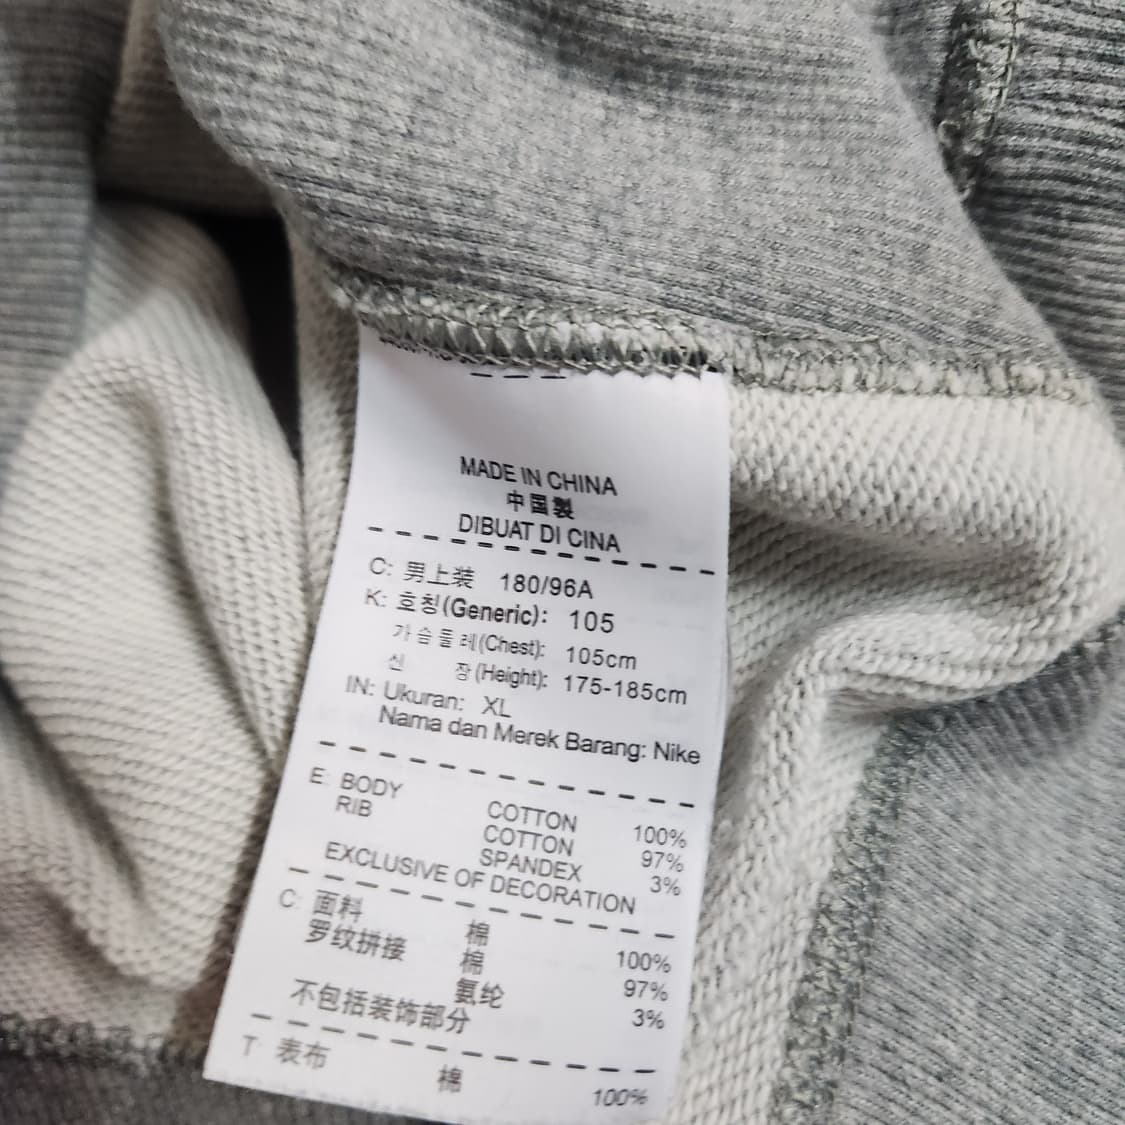 MADE IN CHINA
中国製
DIBUAT DI CINA
C: 男上装 180/96A
K: 호칭(Generic): 105
가슴둘레(Chest): 105cm
신 장(Height): 175-185cm
IN: Ukuran: XL
Nama dan Merek Barang: Nike
E: BODY COTTON 100%
RIB COTTON 97%
SPANDEX 3%
EXCLUSIVE OF DECORATION
C: 面料 棉 100%
罗纹拼接 棉 97%
氨纶 3%
不包括装饰部分
T 表布 棉 100%